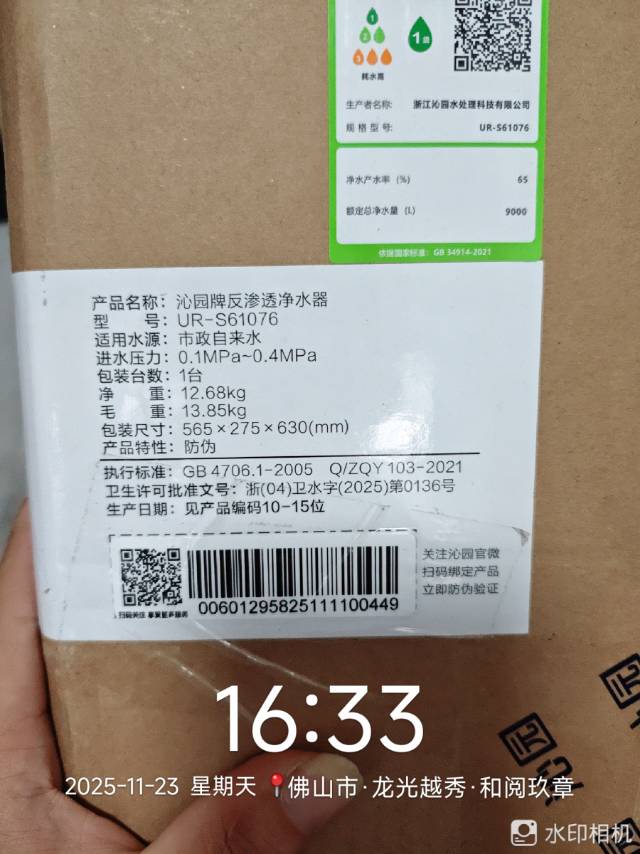 1
2
3
1级
耗水高
生产者名称: 浙江沁园水处理科技有限公司
规格型号: UR-S61076
净水产水率 (%) 65
额定总净水量 (L) 9000
依据国家标准: GB 34914-2021
产品名称: 沁园牌反渗透净水器
型 号: UR-S61076
适用水源: 市政自来水
进水压力: 0.1MPa~0.4MPa
包装台数: 1台
净 重: 12.68kg
毛 重: 13.85kg
包装尺寸: 565×275×630(mm)
产品特性: 防伪
执行标准: GB 4706.1-2005 Q/ZQY 103-2021
卫生许可批准文号: 浙(04)卫水字(2025)第0136号
生产日期: 见产品编码10-15位
扫码关注 享家服务
00601295825111100449
关注沁园官微
扫码绑定产品
立即防伪验证
16:33
2025-11-23 星期天 佛山市·龙光越秀·和阅玖章
水印相机